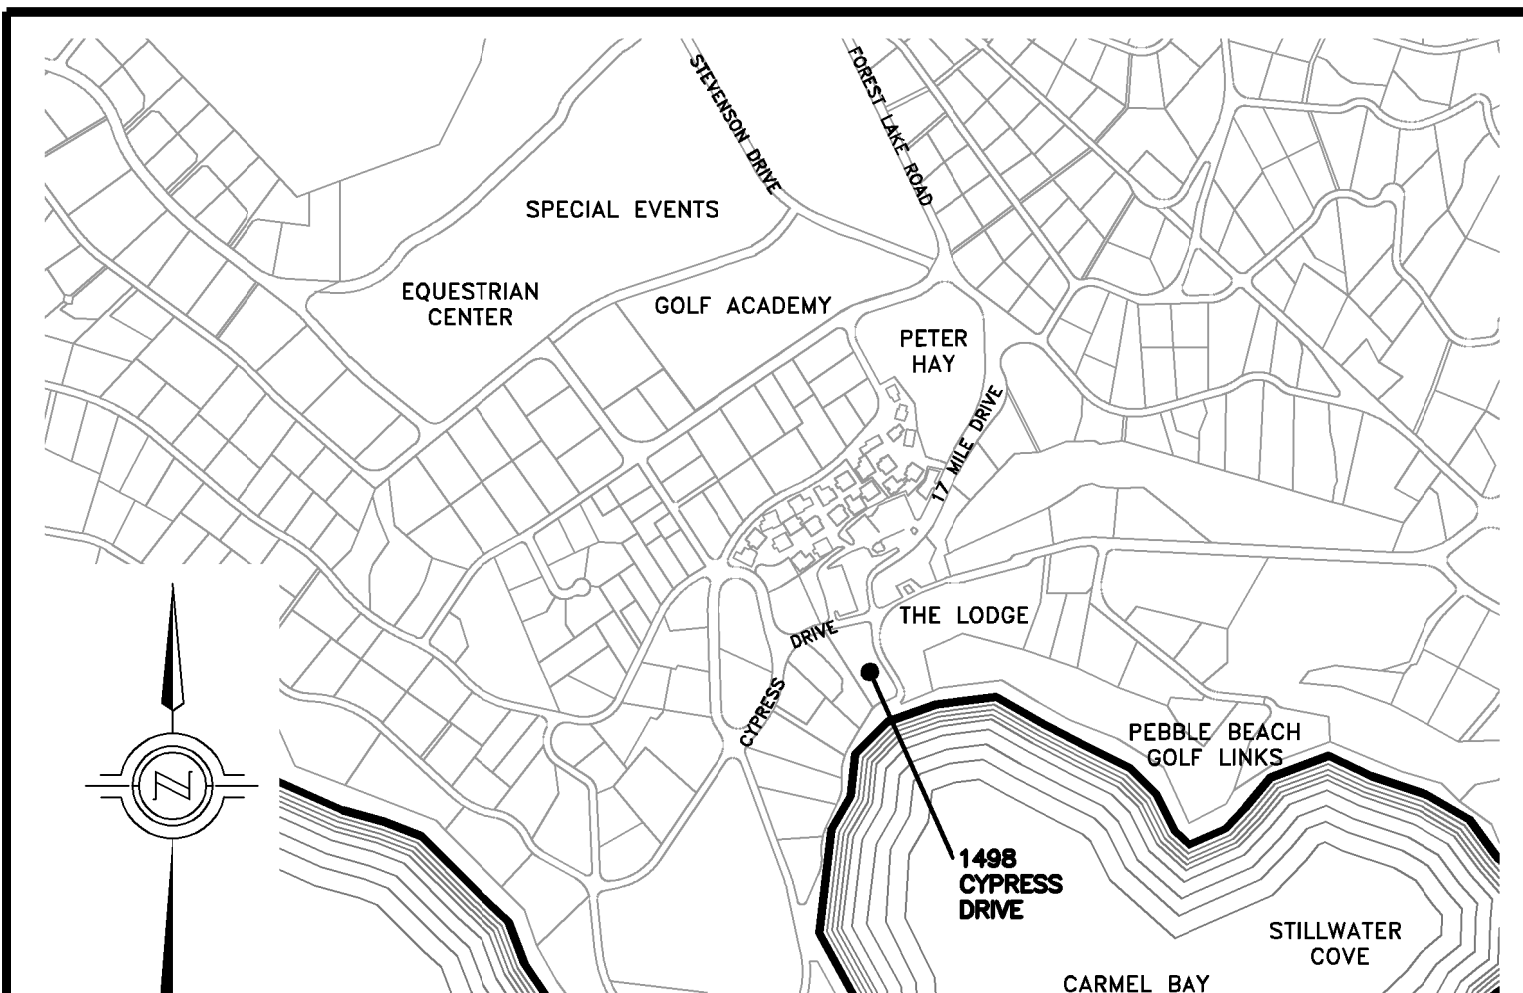 STEVENSON DRIVE
FOREST LAKE ROAD
SPECIAL EVENTS
EQUESTRIAN
CENTER
GOLF ACADEMY
PETER
HAY
17 MILE DRIVE
THE LODGE
CYPRESS DRIVE
PEBBLE BEACH
GOLF LINKS
N
1498
CYPRESS
DRIVE
STILLWATER
COVE
CARMEL BAY